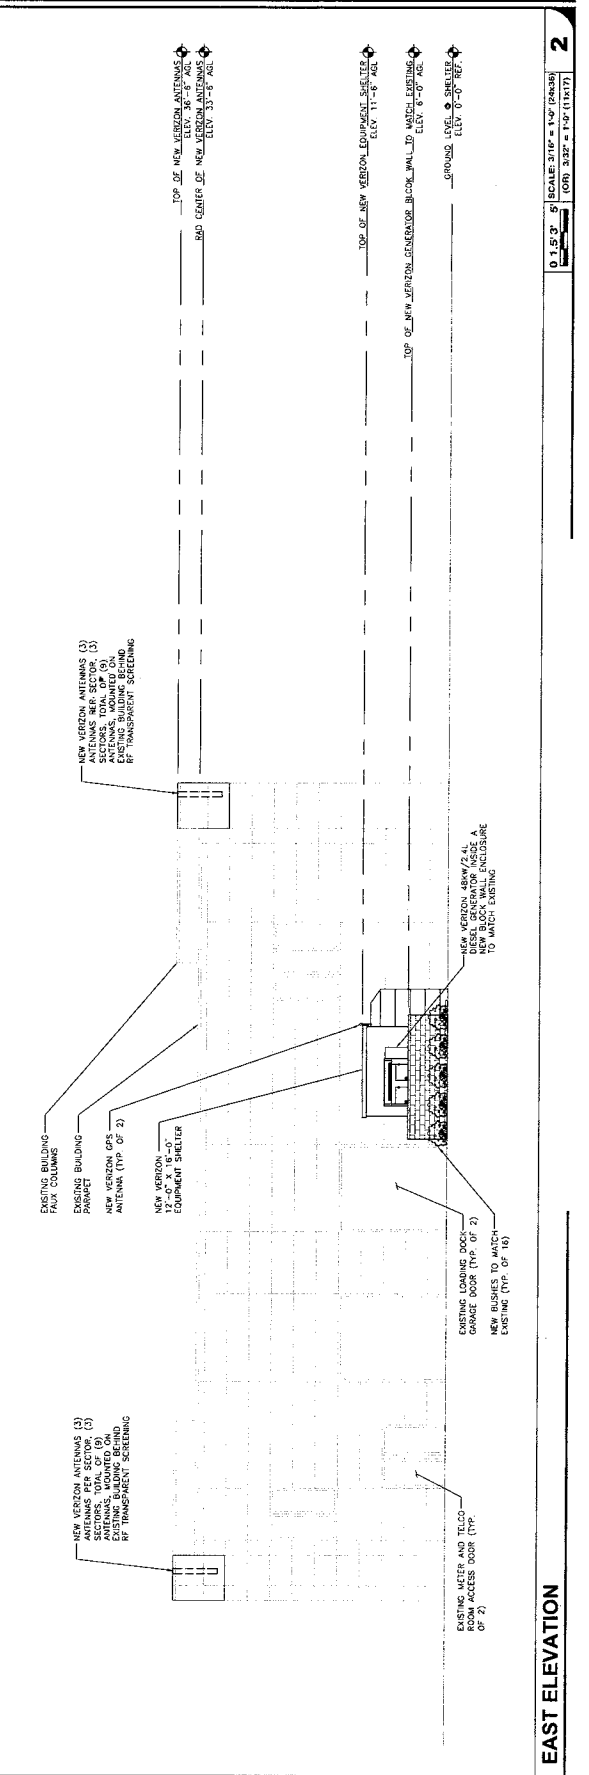 NEW VERIZON ANTENNAS (3)
ANTENNAS PER SECTOR, (3)
SECTORS, TOTAL OF (9)
ANTENNAS, MOUNTED ON
EXISTING BUILDING BEHIND
RF TRANSPARENT SCREENING
EXISTING BUILDING
FAUX COLUMNS
EXISTING BUILDING
PARAPET
NEW VERIZON GPS
ANTENNA (TYP. OF 2)
NEW VERIZON
12'-0" X 16'-0"
EQUIPMENT SHELTER
NEW VERIZON ANTENNAS (3)
ANTENNAS PER SECTOR, (3)
SECTORS, TOTAL OF (9)
ANTENNAS, MOUNTED ON
EXISTING BUILDING BEHIND
RF TRANSPARENT SCREENING
TOP OF NEW VERIZON ANTENNAS
ELEV. 36'-6" AGL
RAD CENTER OF NEW VERIZON ANTENNAS
ELEV. 33'-6" AGL
TOP OF NEW VERIZON EQUIPMENT SHELTER
ELEV. 11'-6" AGL
TOP OF NEW VERIZON GENERATOR BLCOK WALL TO MATCH EXISTING
ELEV. 6'-0" AGL
GROUND LEVEL @ SHELTER
ELEV. 0'-0" REF.
EXISTING METER AND TELCO
ROOM ACCESS DOOR (TYP.
OF 2)
EXISTING LOADING DOCK
GARAGE DOOR (TYP. OF 2)
NEW BUSHES TO MATCH
EXISTING (TYP. OF 16)
NEW VERIZON 48KW/2.4L
DIESEL GENERATOR INSIDE A
NEW BLOCK WALL ENCLOSURE
TO MATCH EXISTING
EAST ELEVATION
0 1.5' 3' 5'
SCALE: 3/16" = 1'-0" (24x36)
(OR) 3/32" = 1'-0" (11x17)
2